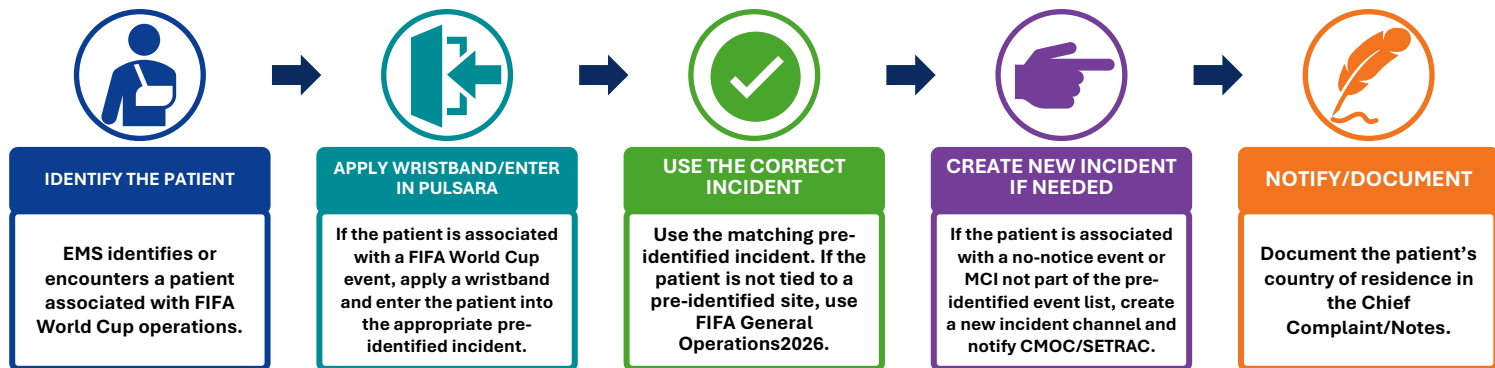 IDENTIFY THE PATIENT
EMS identifies or
encounters a patient
associated with FIFA
World Cup operations.
APPLY WRISTBAND/ENTER
IN PULSARA
If the patient is associated
with a FIFA World Cup
event, apply a wristband
and enter the patient into
the appropriate pre-
identified incident.
USE THE CORRECT
INCIDENT
Use the matching pre-
identified incident. If the
patient is not tied to a
pre-identified site, use
FIFA General
Operations2026.
CREATE NEW INCIDENT
IF NEEDED
If the patient is associated
with a no-notice event or
MCI not part of the pre-
identified event list, create
a new incident channel and
notify CMOC/SETRAC.
NOTIFY/DOCUMENT
Document the patient’s
country of residence in
the Chief
Complaint/Notes.